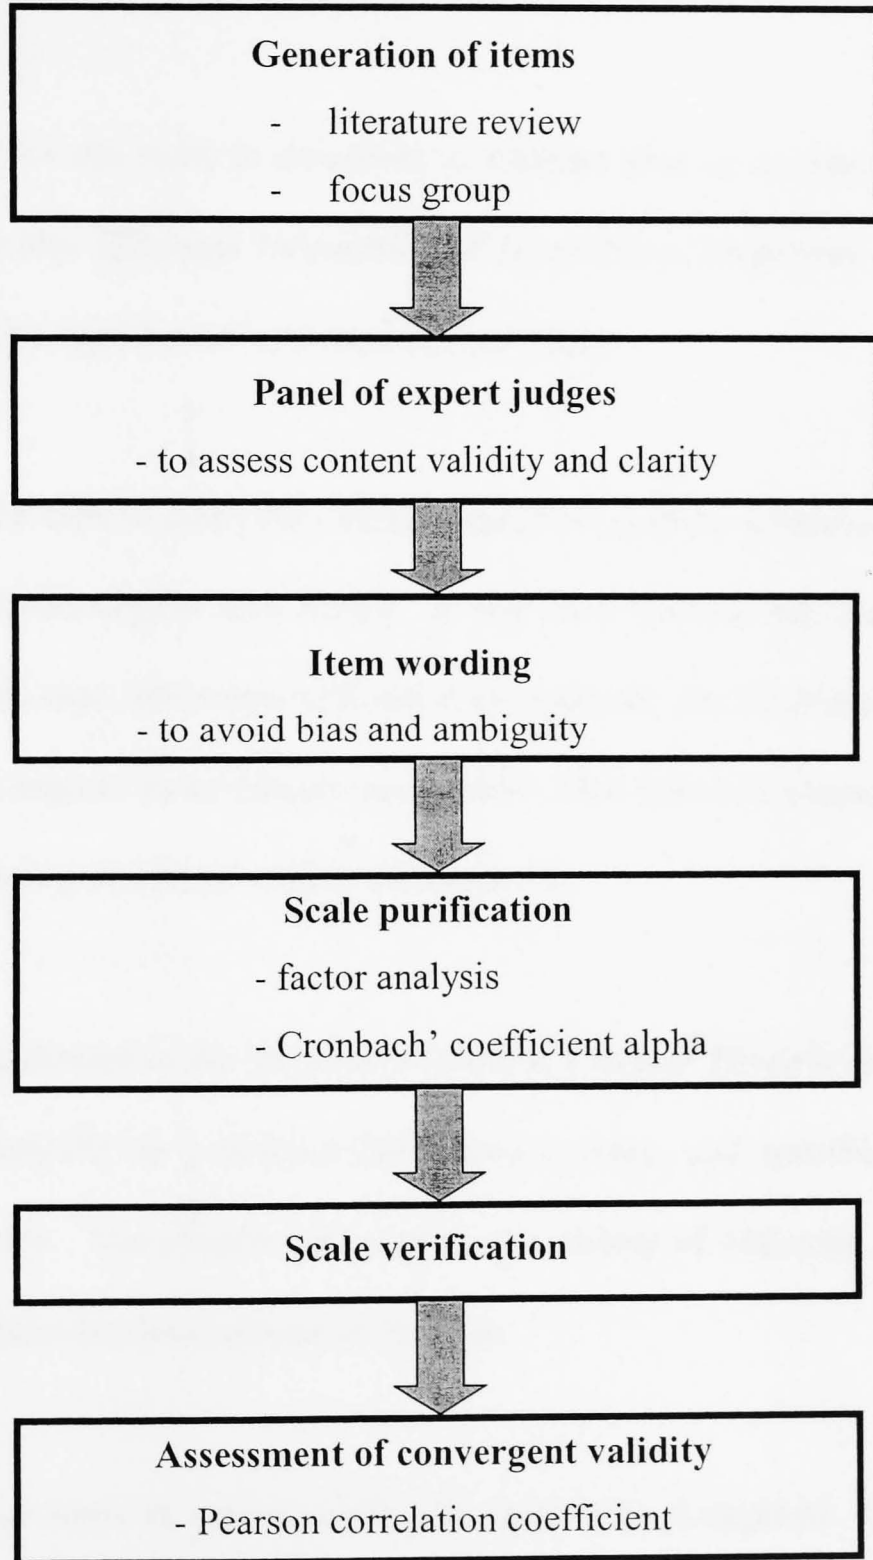 Generation of items
- literature review
- focus group
Panel of expert judges
- to assess content validity and clarity
Item wording
- to avoid bias and ambiguity
Scale purification
- factor analysis
- Cronbach' coefficient alpha
Scale verification
Assessment of convergent validity
- Pearson correlation coefficient